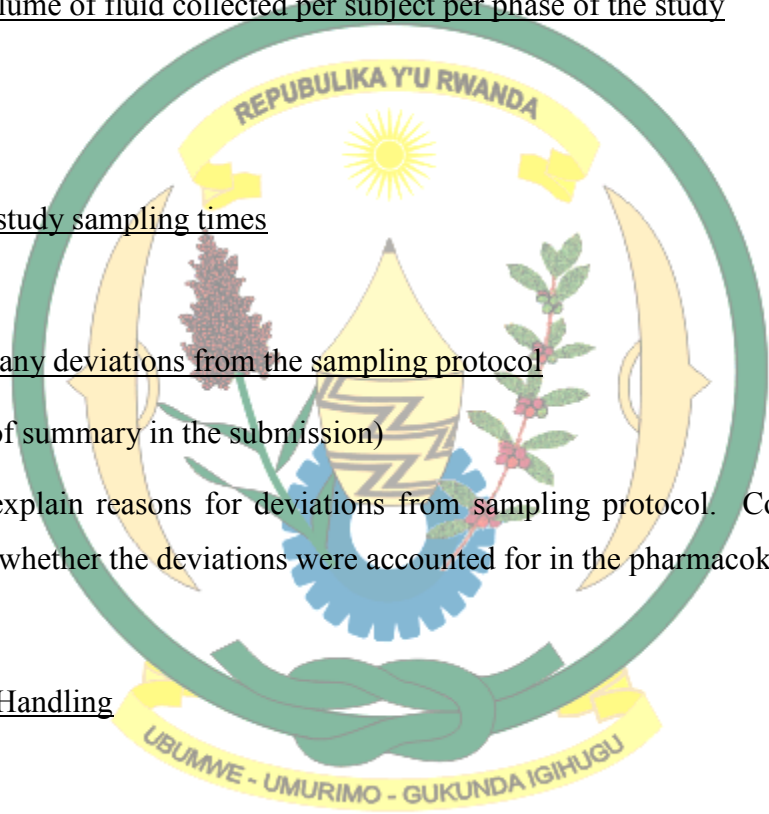 lume of fluid collected per subject per phase of the study
REPUBULIKA Y'U RWANDA
study sampling times
any deviations from the sampling protocol
of summary in the submission)
explain reasons for deviations from sampling protocol. Co
whether the deviations were accounted for in the pharmacok
Handling
UBUMWE - UMURIMO - GUKUNDA IGIHUGU